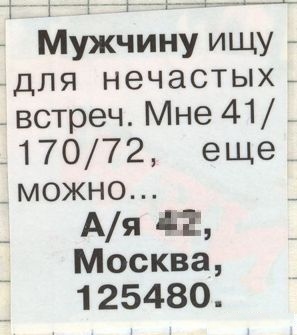 Мужчину ищу
для нечастых
встреч. Мне 41/
170/72, еще
можно...
А/я
Москва,
125480.